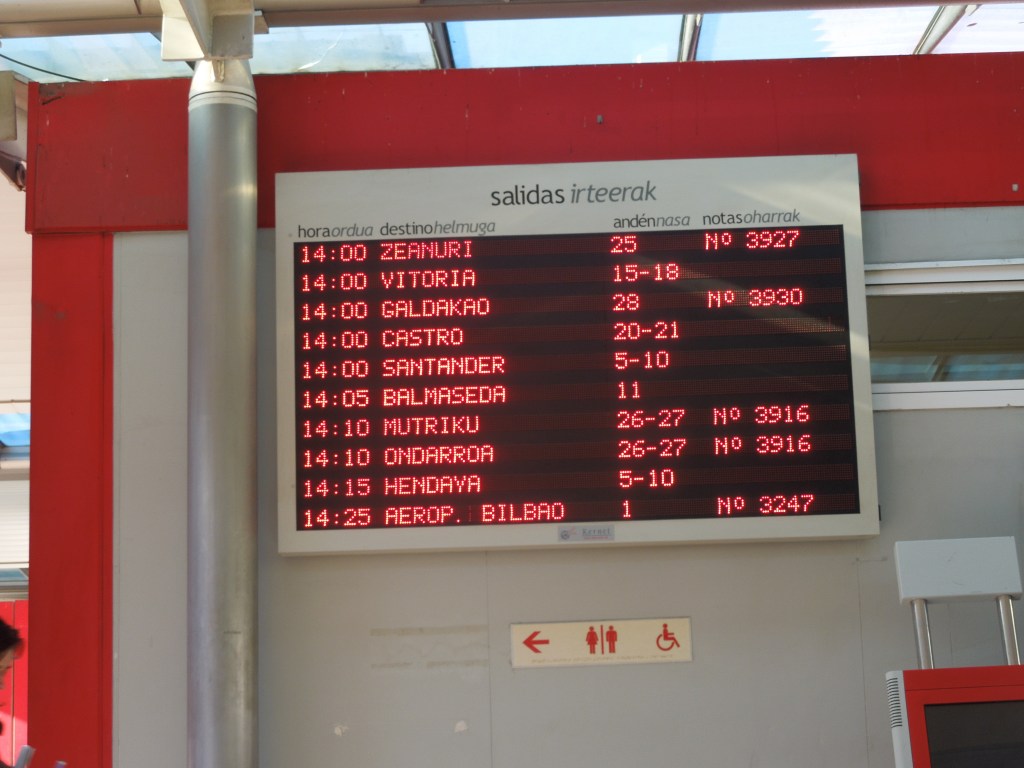 salidas irteerak
hora ordua destino helmuga andén nasa notas oharrak
14:00 ZEANURI 25 Nº 3927
14:00 VITORIA 15-18
14:00 GALDAKAO 28 Nº 3930
14:00 CASTRO 20-21
14:00 SANTANDER 5-10
14:05 BALMASEDA 11
14:10 MUTRIKU 26-27 Nº 3916
14:10 ONDARROA 26-27 Nº 3916
14:15 HENDAYA 5-10
14:25 AEROP. BILBAO 1 Nº 3247